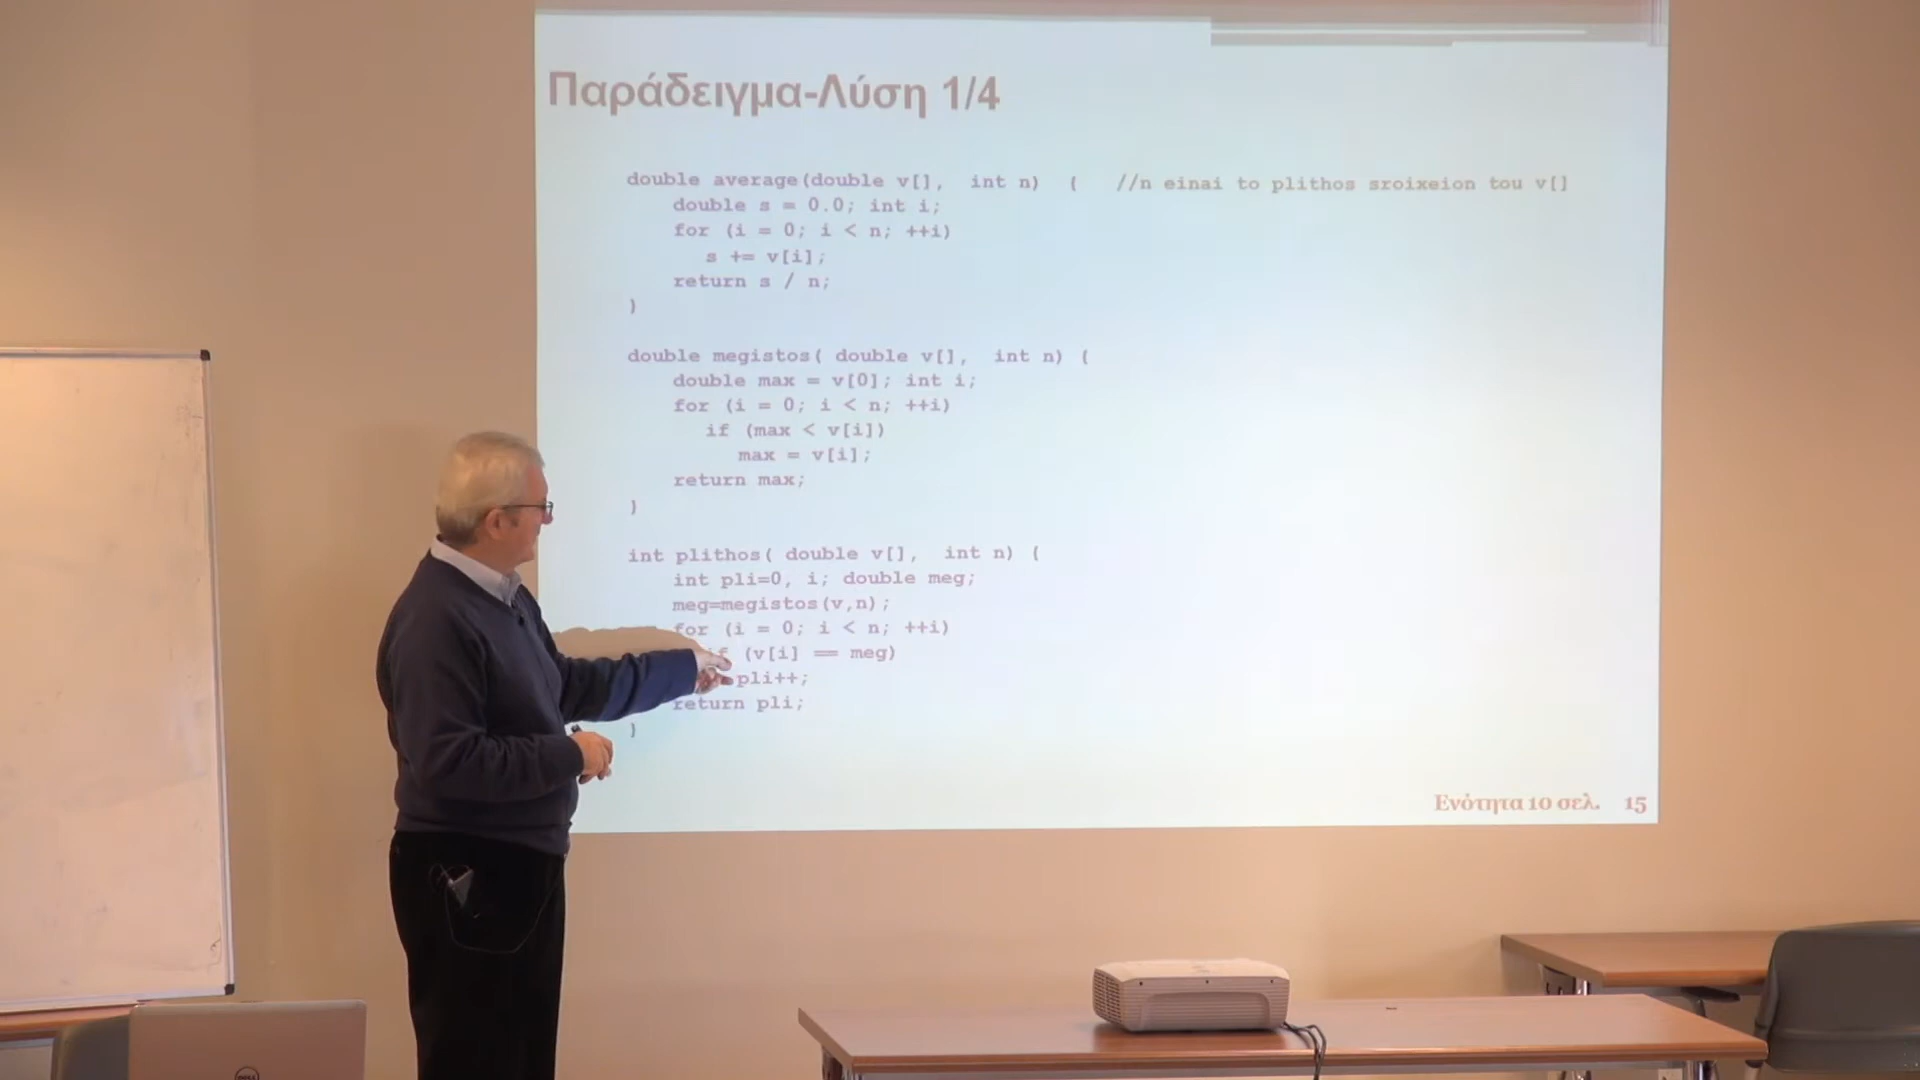 Παράδειγμα-Λύση 1/4
double average(double v[], int n) { //n einai to plithos sroixeion tou v[]
double s = 0.0; int i;
for (i = 0; i < n; ++i)
s += v[i];
return s / n;
}
double megistos( double v[], int n) {
double max = v[0]; int i;
for (i = 0; i < n; ++i)
if (max < v[i])
max = v[i];
return max;
}
int plithos( double v[], int n) {
int pli=0, i; double meg;
meg=megistos(v,n);
for (i = 0; i < n; ++i)
if (v[i] == meg)
pli++;
return pli;
}
Ενότητα 10 σελ. 15
DELL